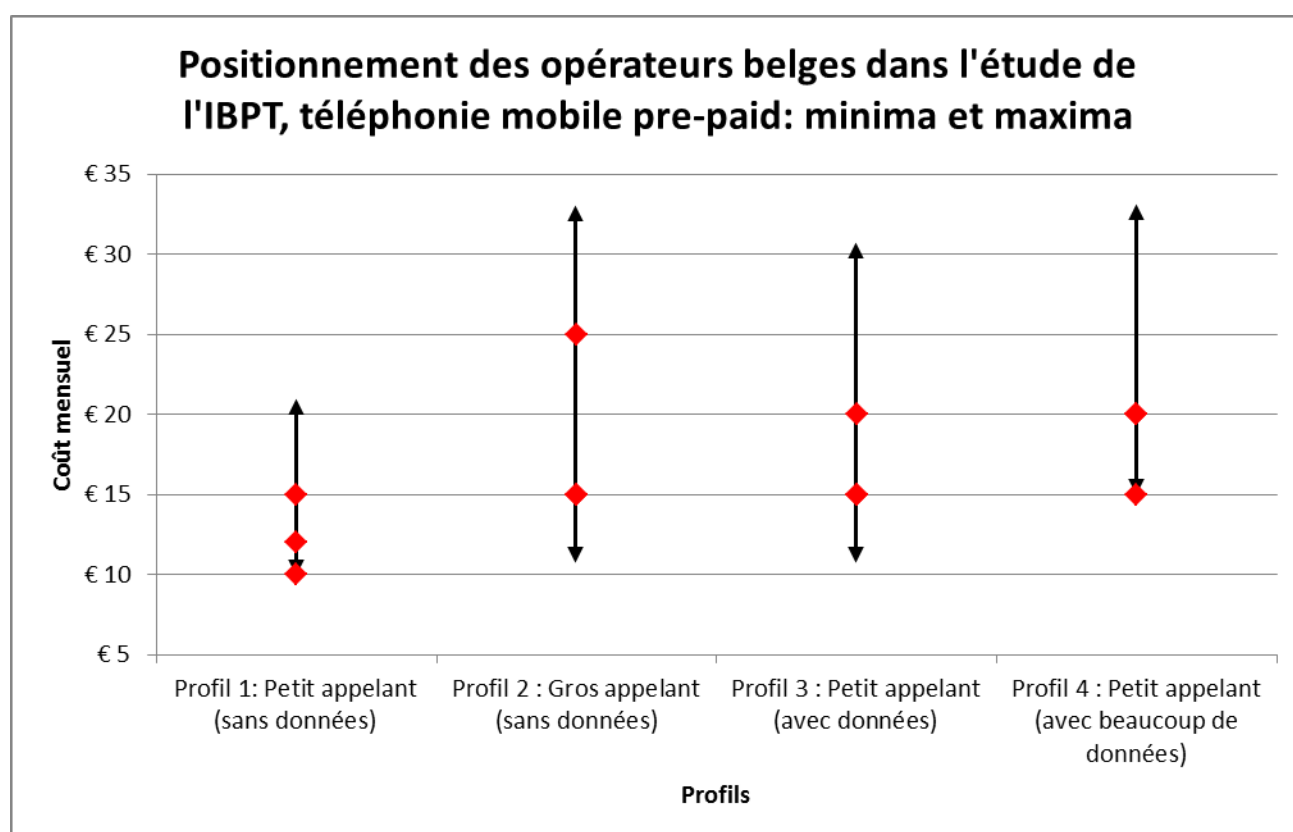 Positionnement des opérateurs belges dans l'étude de
l'IBPT, téléphonie mobile pre-paid: minima et maxima
€ 35
€ 30
€ 25
€ 20
€ 15
€ 10
€ 5
Coût mensuel
Profil 1: Petit appelant
(sans données)
Profil 2 : Gros appelant
(sans données)
Profil 3 : Petit appelant
(avec données)
Profil 4 : Petit appelant
(avec beaucoup de
données)
Profils